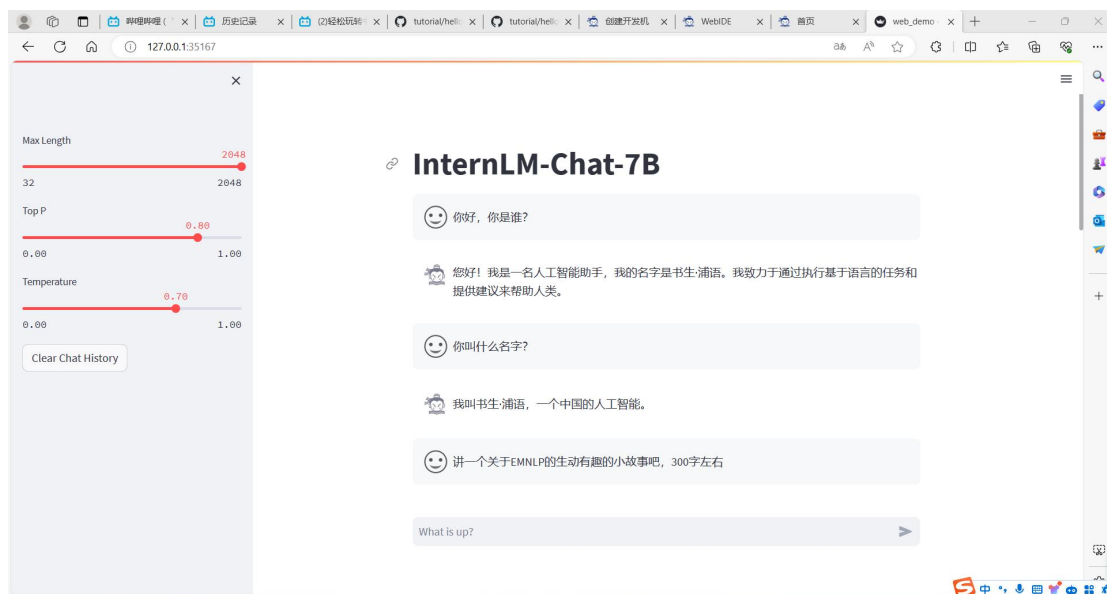 哔哩哔哩 (
历史记录
(2)轻松玩转
tutorial/hello
tutorial/hello
创建开发机
WebIDE
首页
web_demo
127.0.0.1:35167
Max Length
2048
32 2048
Top P
0.80
0.00 1.00
Temperature
0.70
0.00 1.00
Clear Chat History
InternLM-Chat-7B
你好，你是谁?
您好！我是一名人工智能助手，我的名字是书生·浦语。我致力于通过执行基于语言的任务和
提供建议来帮助人类。
你叫什么名字?
我叫书生·浦语，一个中国的人工智能。
讲一个关于EMNLP的生动有趣的小故事吧，300字左右
What is up?
中